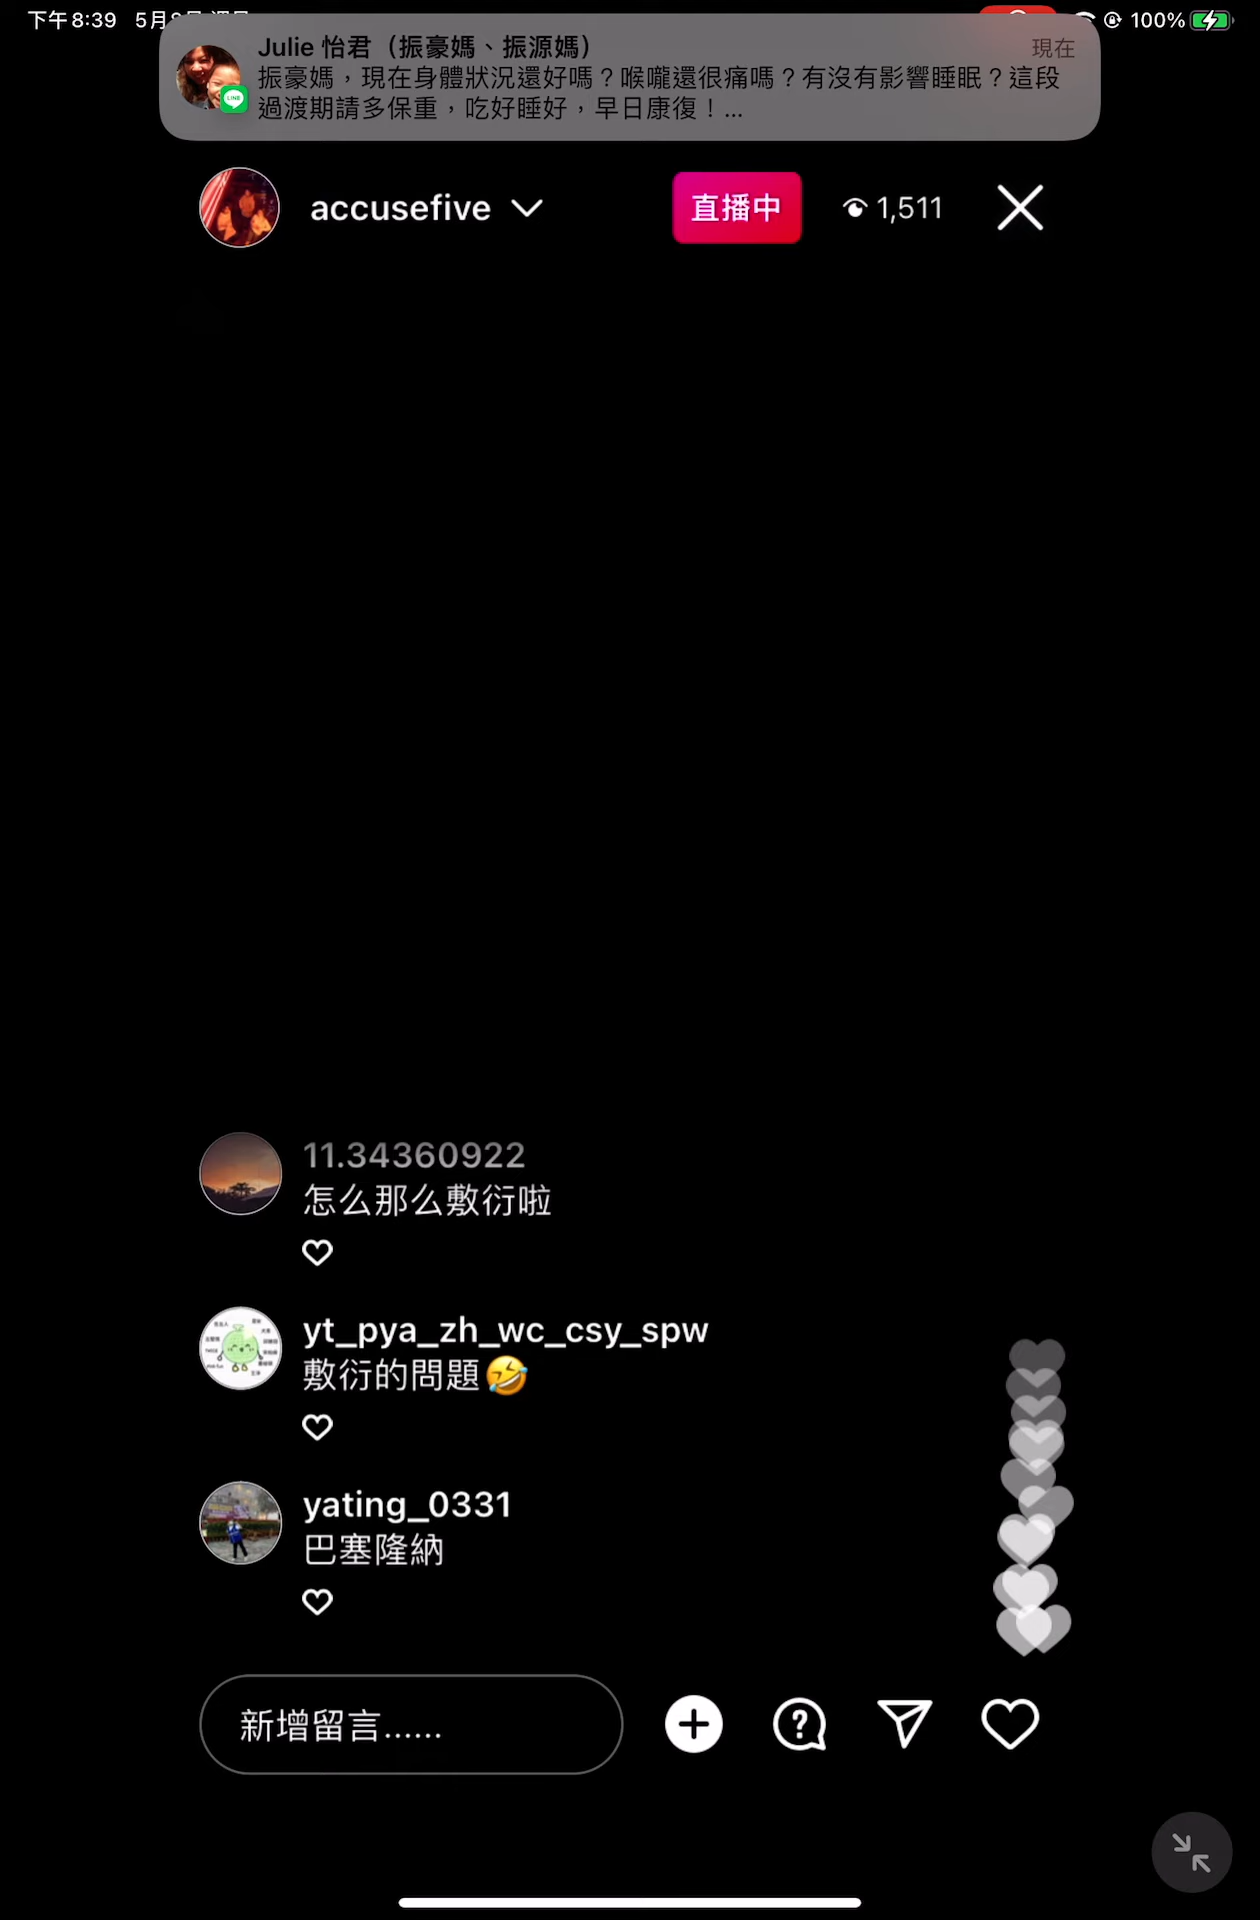 下午8:39 5月
100%
Julie 怡君（振豪媽、振源媽）
現在
振豪媽，現在身體狀況還好嗎？喉嚨還很痛嗎？有沒有影響睡眠？這段
過渡期請多保重，吃好睡好，早日康復！...
LINE
accusefive
直播中
1,511
11.34360922
怎么那么敷衍啦
yt_pya_zh_wc_csy_spw
敷衍的問題🤣
yating_0331
巴塞隆納
新增留言......